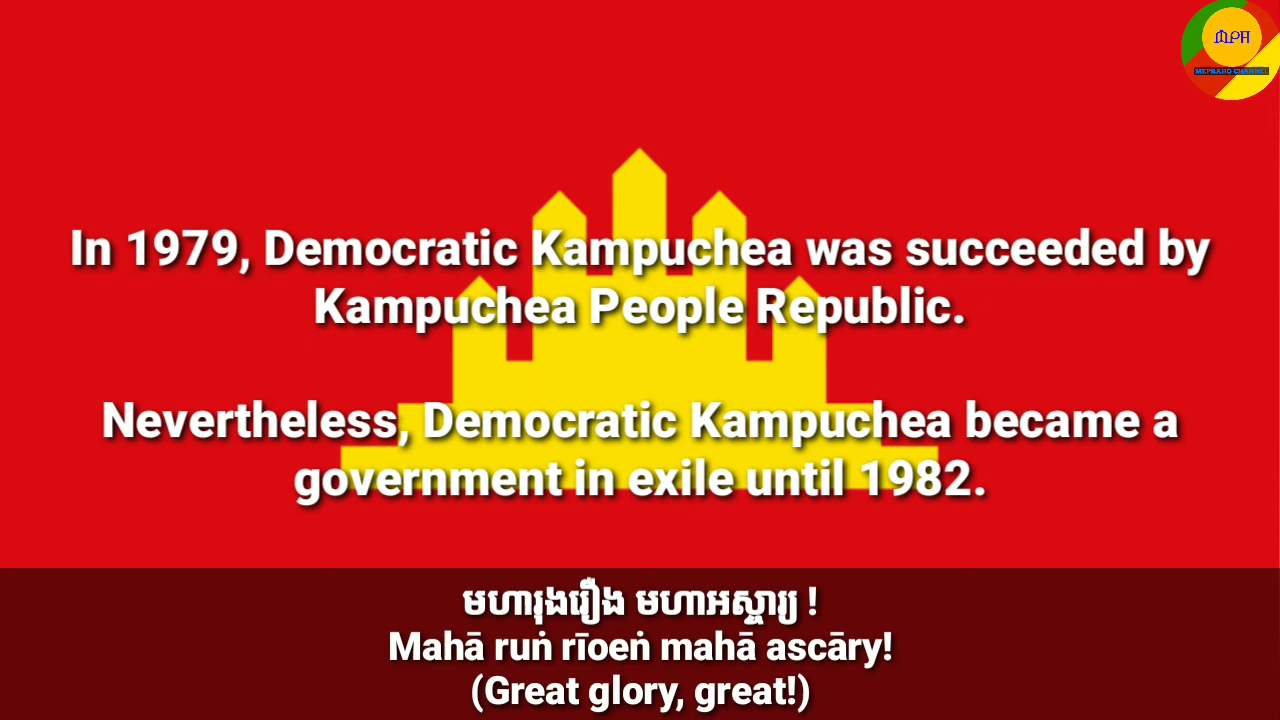 In 1979, Democratic Kampuchea was succeeded by
Kampuchea People Republic.
Nevertheless, Democratic Kampuchea became a
government in exile until 1982.
មហារុងរឿង មហាអស្ចារ្យ !
Mahā ruṅ rīoeṅ mahā ascāry!
(Great glory, great!)
MEPHANO CHANNEL